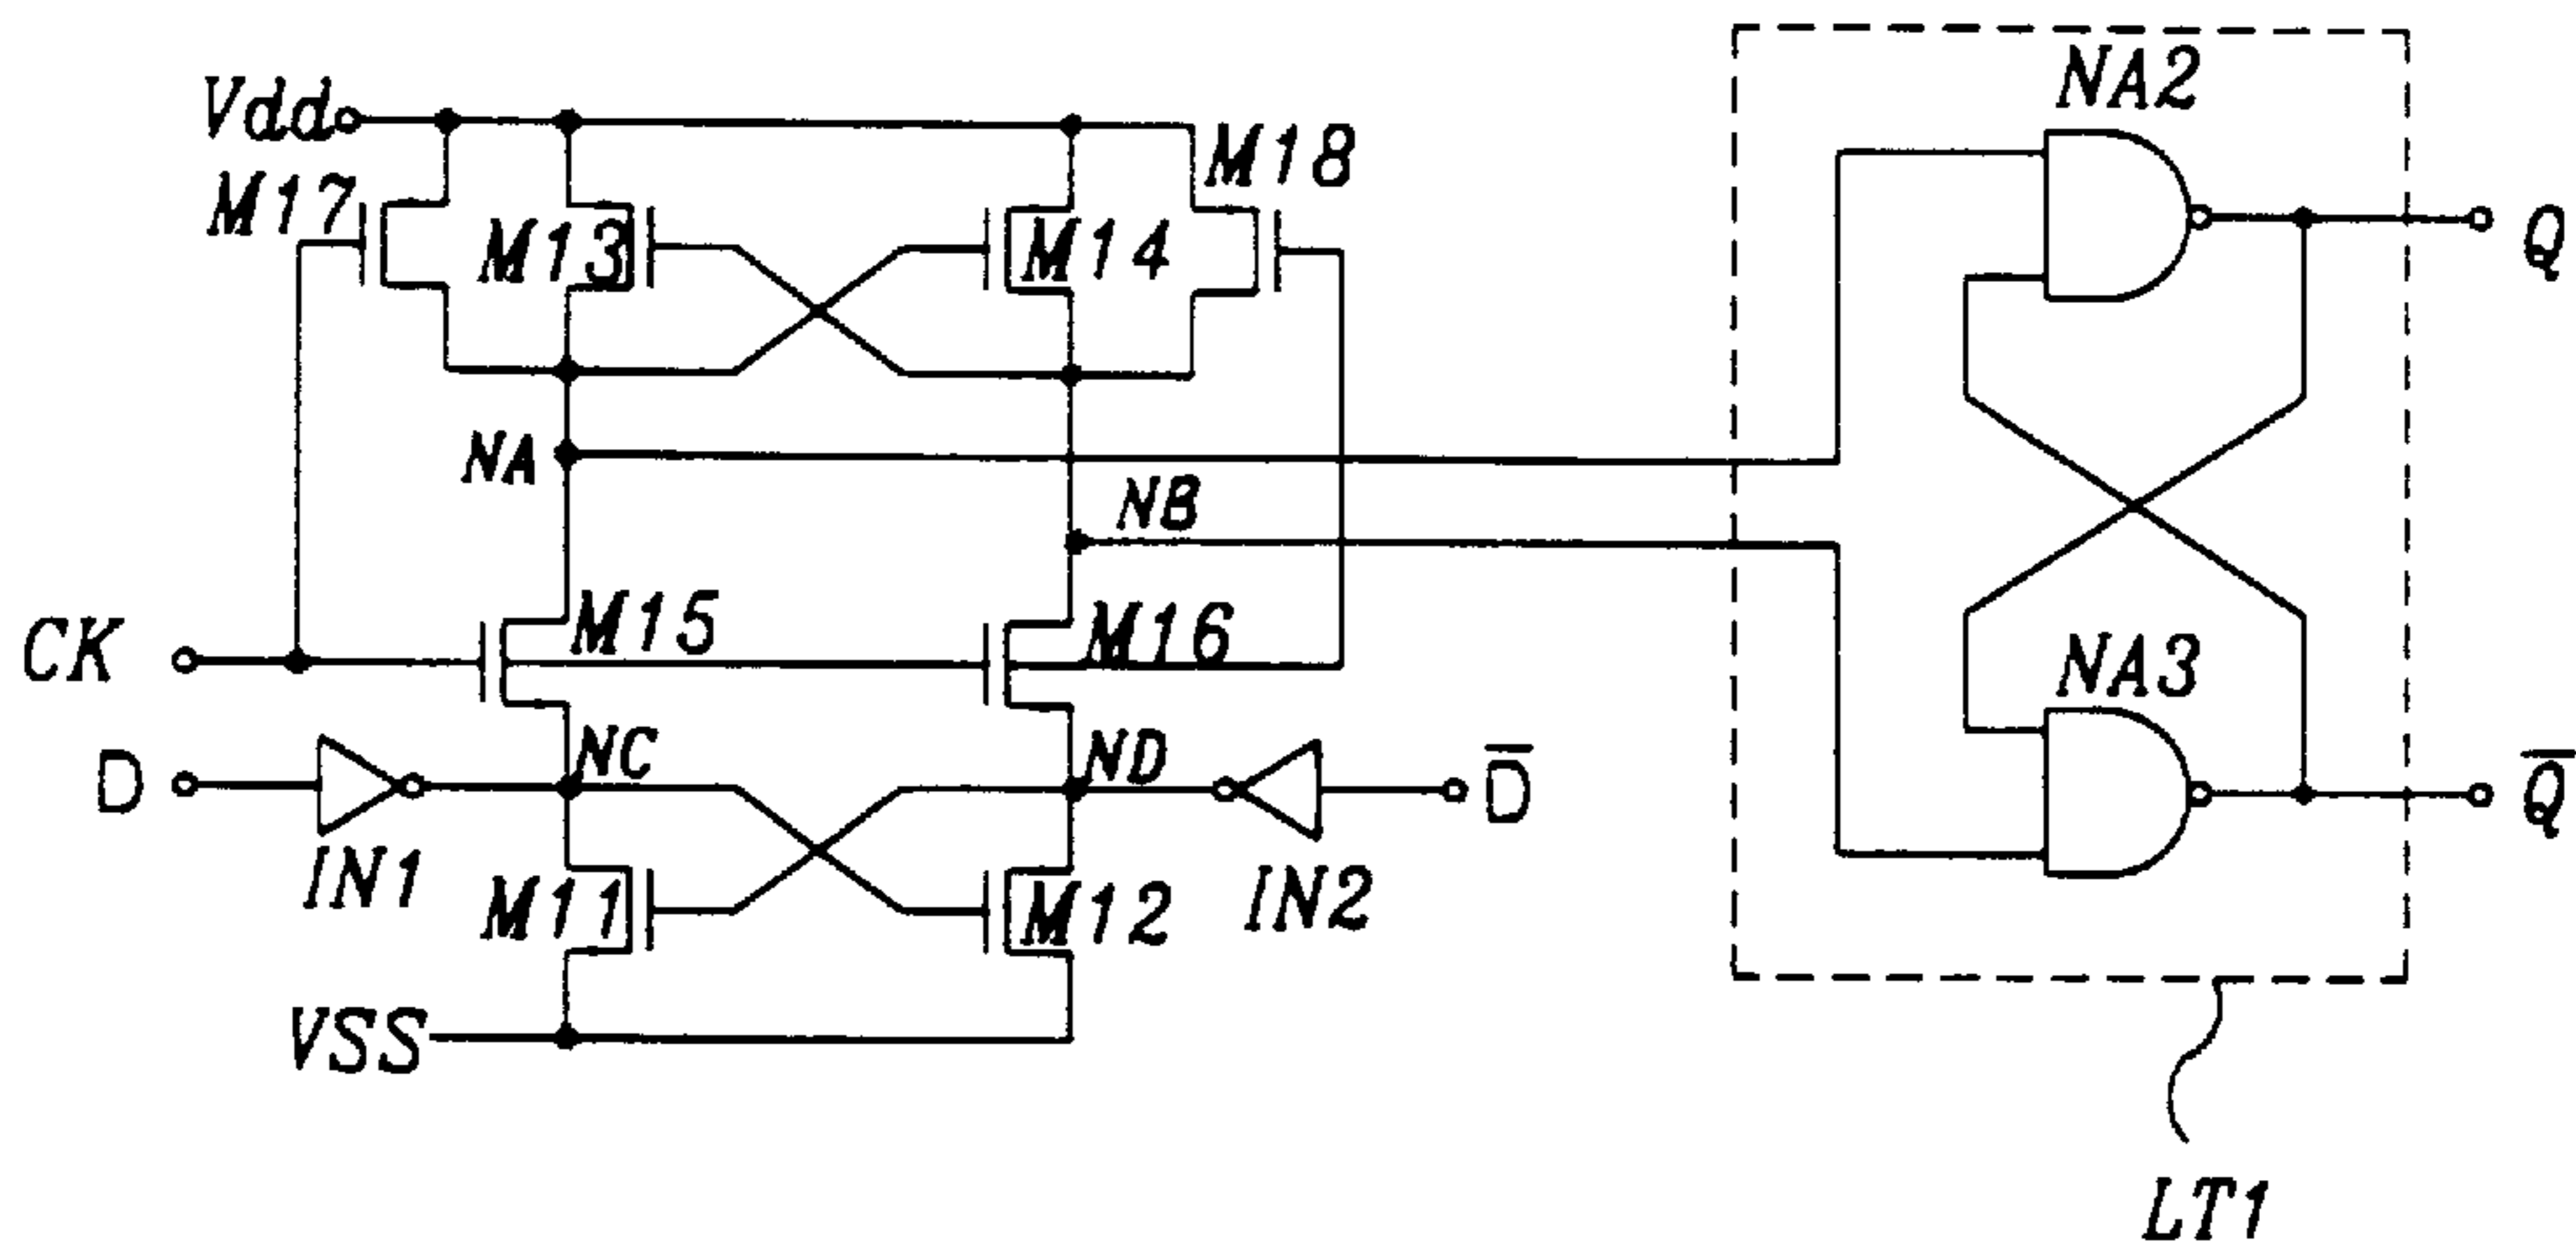 Vdd
M17
M13
M14
M18
NA
NB
CK
M15
M16
D
IN1
NC
ND
D̅
IN2
M11
M12
VSS
NA2
Q
NA3
Q̅
LT1